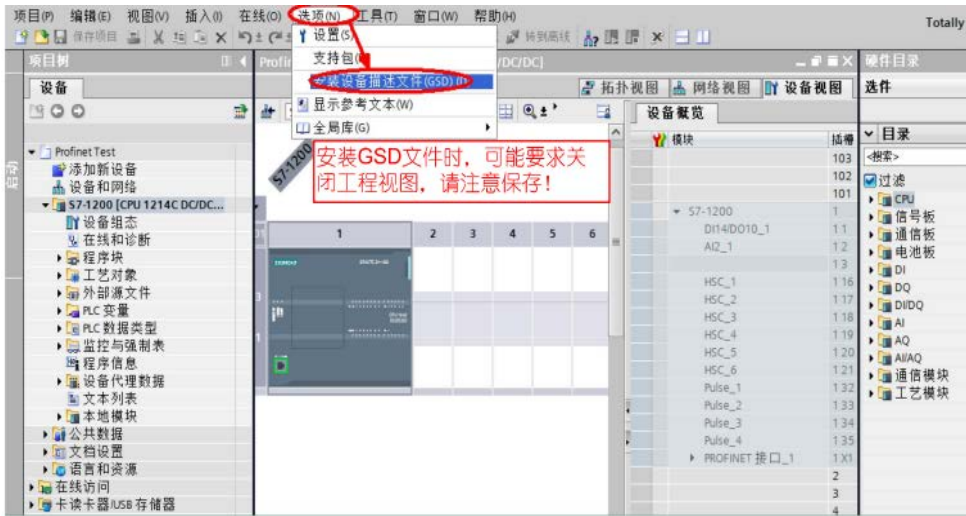 项目(P) 编辑(E) 视图(V) 插入(I) 在线(O) 选项(N) 工具(T) 窗口(W) 帮助(H)
Totally
保存项目
转到离线
设置(S)
支持包(
安装设备描述文件(GSD) (
显示参考文本(W)
全局库(G)
项目树
Profin
/DC/DC]
硬件目录
设备
拓扑视图 网络视图 设备视图
选件
启动
设备概览
Profinet Test
添加新设备
设备和网络
S7-1200 [CPU 1214C DC/DC...
设备组态
在线和诊断
程序块
工艺对象
外部源文件
PLC 变量
PLC 数据类型
监控与强制表
程序信息
设备代理数据
文本列表
本地模块
公共数据
文档设置
语言和资源
在线访问
卡读卡器/USB 存储器
S7-1200
安装GSD文件时，可能要求关
闭工程视图，请注意保存！
1 2 3 4 5 6
SIEMENS
模块 插槽
103
102
101
S7-1200 1
DI14/DO10_1 1 1
AI2_1 1 2
1 3
HSC_1 1 16
HSC_2 1 17
HSC_3 1 18
HSC_4 1 19
HSC_5 1 20
HSC_6 1 21
Pulse_1 1 32
Pulse_2 1 33
Pulse_3 1 34
Pulse_4 1 35
PROFINET 接口_1 1 X1
2
3
4
目录
<搜索>
过滤
CPU
信号板
通信板
电池板
DI
DQ
DI/DQ
AI
AQ
AI/AQ
通信模块
工艺模块